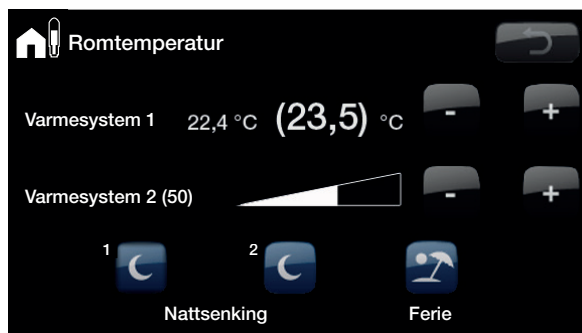 Romtemperatur
Varmesystem 1 22,4 °C (23,5) °C - +
Varmesystem 2 (50) - +
1 2
Nattsenking Ferie